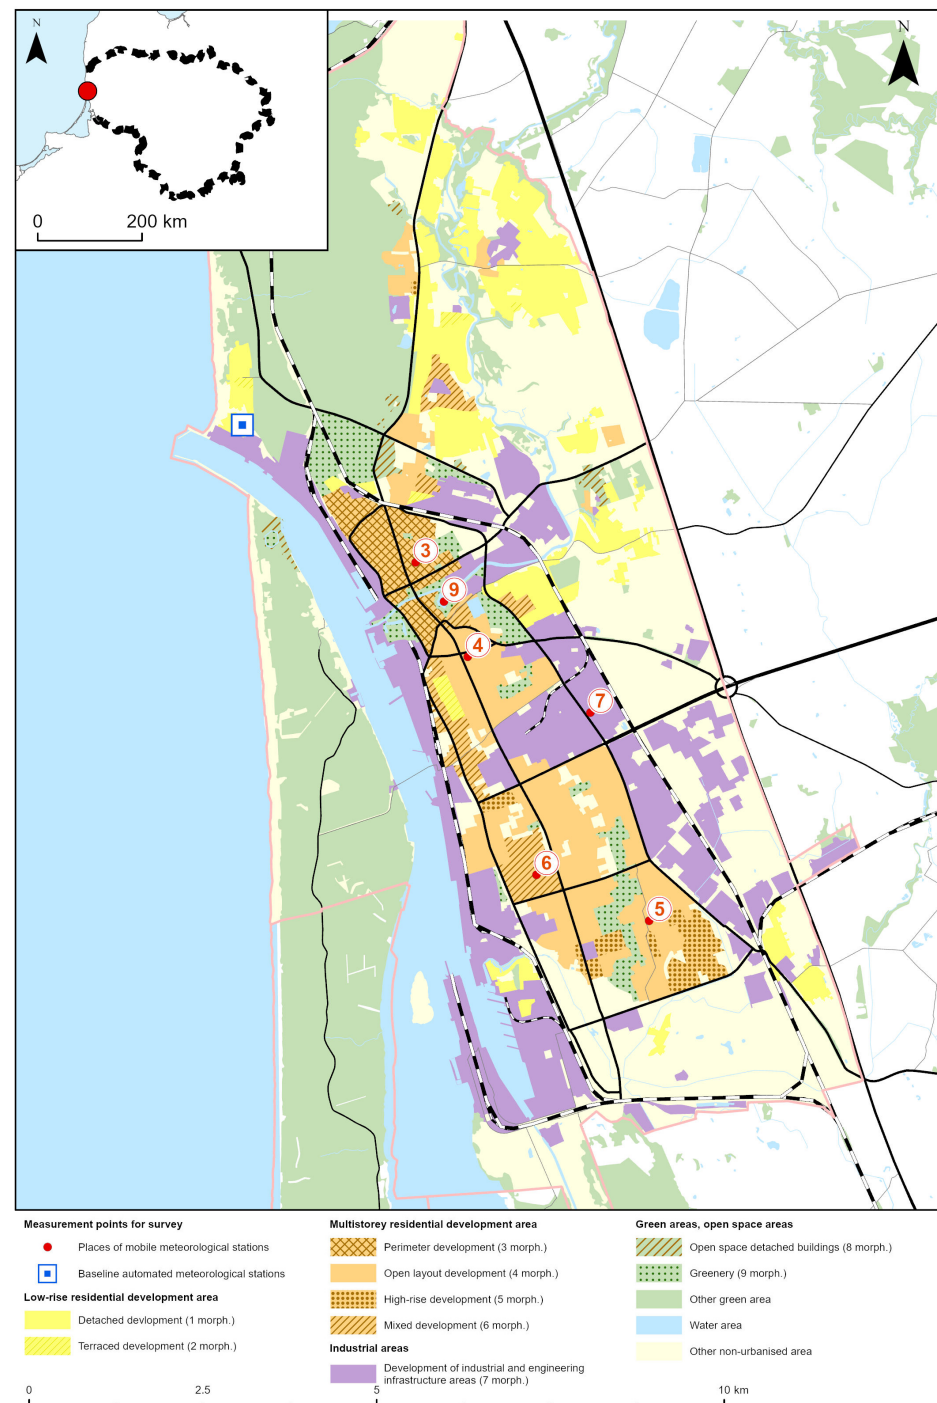 N
0
200 km
N
3
9
4
7
6
5
Measurement points for survey
Places of mobile meteorological stations
Baseline automated meteorological stations
Low-rise residential development area
Detached devlopment (1 morph.)
Terraced development (2 morph.)
Multistorey residential development area
Perimeter development (3 morph.)
Open layout development (4 morph.)
High-rise development (5 morph.)
Mixed development (6 morph.)
Industrial areas
Development of industrial and engineering
infrastructure areas (7 morph.)
Green areas, open space areas
Open space detached buildings (8 morph.)
Greenery (9 morph.)
Other green area
Water area
Other non-urbanised area
0
2.5
5
10 km